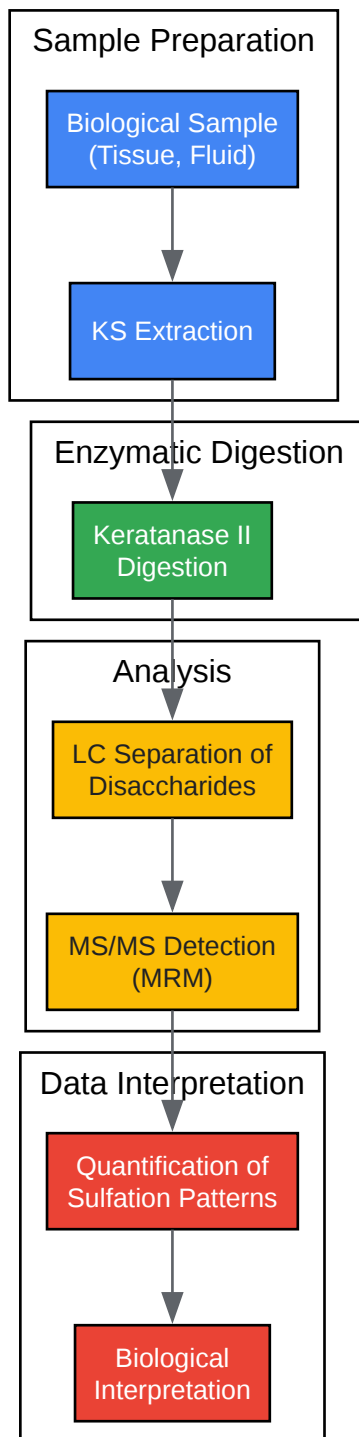 Sample Preparation
Biological Sample
(Tissue, Fluid)
KS Extraction
Enzymatic Digestion
Keratanase II
Digestion
Analysis
LC Separation of
Disaccharides
MS/MS Detection
(MRM)
Data Interpretation
Quantification of
Sulfation Patterns
Biological
Interpretation